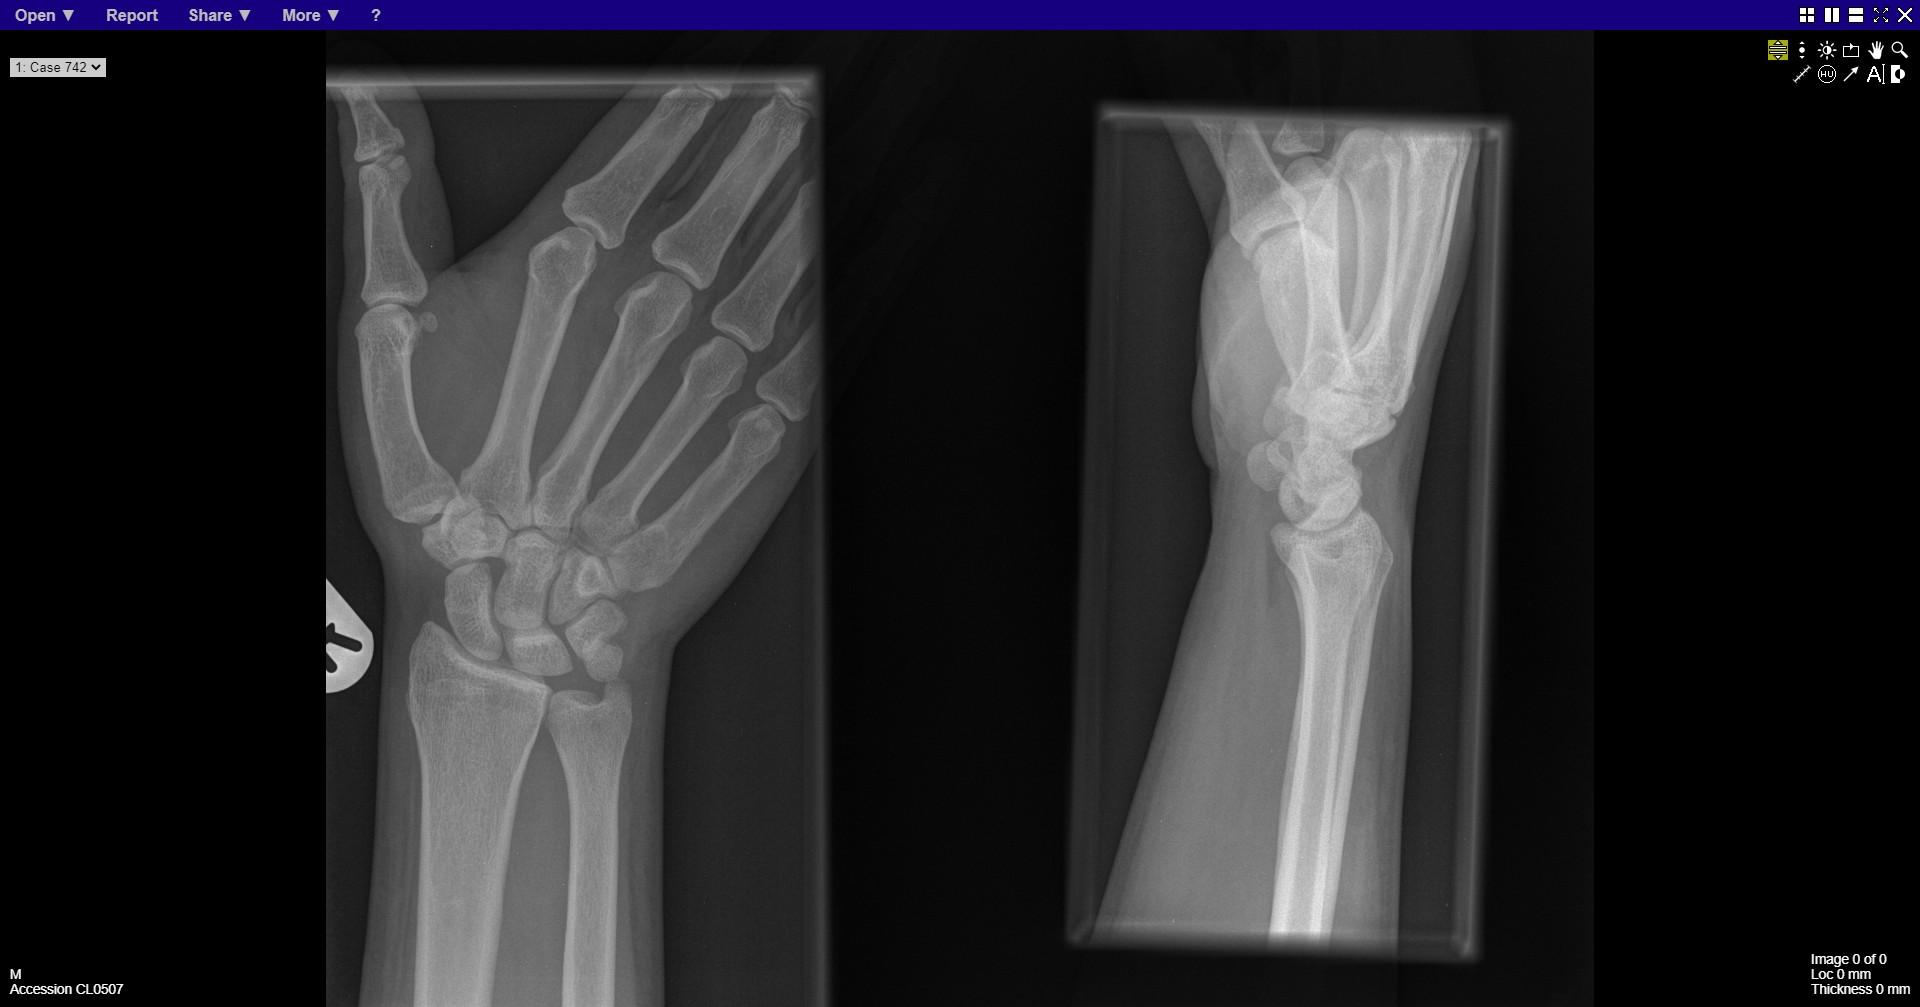 Open ▼ Report Share ▼ More ▼ ?
1: Case 742
HU
A
M
Accession CL0507
Image 0 of 0
Loc 0 mm
Thickness 0 mm